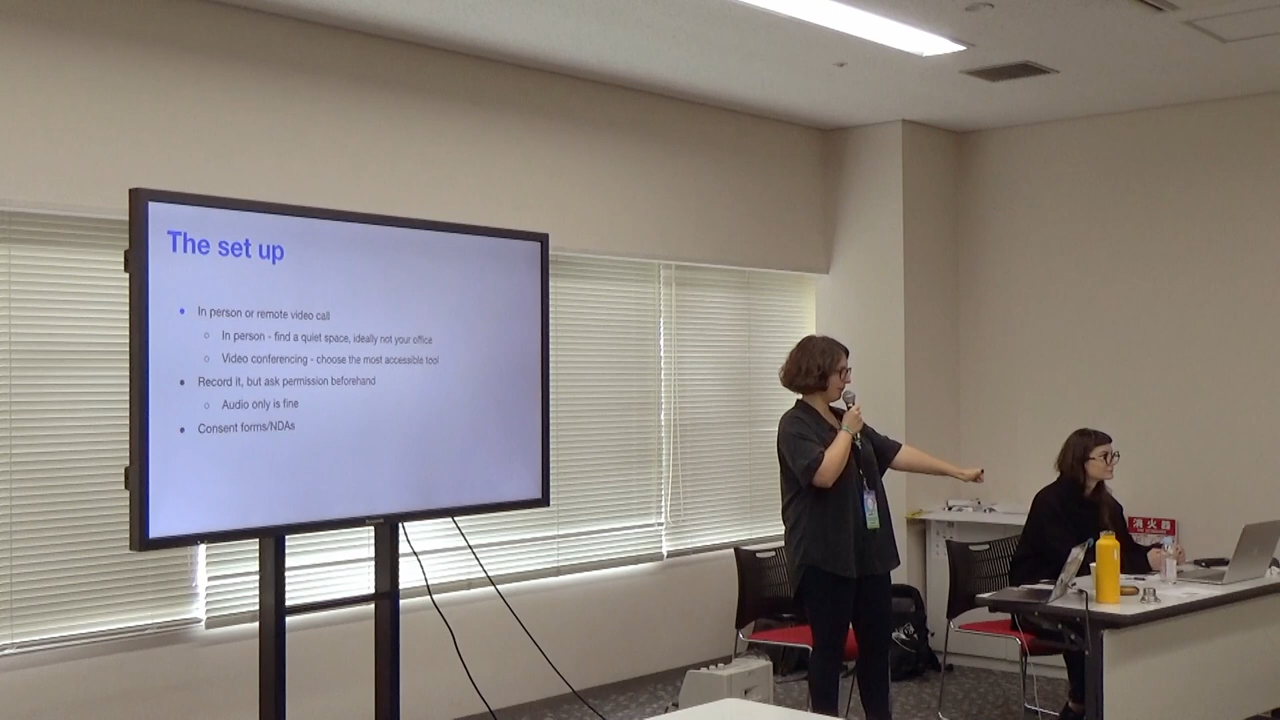 The set up
In person or remote video call
In person - find a quiet space, ideally not your office
Video conferencing - choose the most accessible tool
Record it, but ask permission beforehand
Audio only is fine
Consent forms/NDAs
消火器